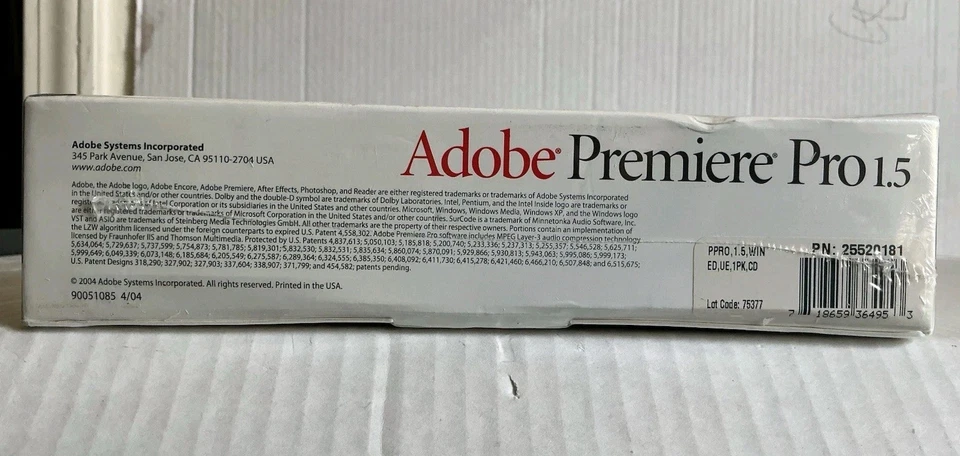 Adobe Systems Incorporated
345 Park Avenue, San Jose, CA 95110-2704 USA
www.adobe.com
Adobe® Premiere® Pro 1.5
Adobe, the Adobe logo, Adobe Encore, Adobe Premiere, After Effects, Photoshop, and Reader are either registered trademarks or trademarks of Adobe Systems Incorporated
in the United States and/or other countries. Dolby and the double-D symbol are trademarks of Dolby Laboratories. Intel, Pentium, and the Intel Inside logo are trademarks or
regist Corporation or its subsidiaries in the United States and other countries. Microsoft, Windows, Windows Media, Windows XP, and the Windows logo
are either registered trademarks or trademarks of Microsoft Corporation in the United States and/or other countries. SurCode is a trademark of Minnetonka Audio Software, Inc.
VST and ASIO are trademarks of Steinberg Media Technologies GmbH. All other trademarks are the property of their respective owners. Portions contain an implementation of
the LZW algorithm licensed under the foreign counterparts to expired U.S. Patent 4,558,302. Adobe Premiere Pro software includes MPEG Layer-3 audio compression technology
licensed by Fraunhofer IIS and Thomson Multimedia. Protected by U.S. Patents 4,837,613; 5,050,103; 5,185,818; 5,200,740; 5,233,336; 5,237,313; 5,255,357; 5,546,528; 5,625,711;
5,634,064; 5,729,637; 5,737,599; 5,754,873; 5,781,785; 5,819,301; 5,832,530; 5,832,531; 5,835,634; 5,860,074; 5,870,091; 5,929,866; 5,930,813; 5,943,063; 5,995,086; 5,999,173;
5,999,649; 6,049,339; 6,073,148; 6,185,684; 6,205,549; 6,275,587; 6,289,364; 6,324,555; 6,385,350; 6,408,092; 6,411,730; 6,415,278; 6,421,460; 6,466,210; 6,507,848; and 6,515,675;
U.S. Patent Designs 318,290; 327,902; 327,903; 337,604; 338,907; 371,799; and 454,582; patents pending.
© 2004 Adobe Systems Incorporated. All rights reserved. Printed in the USA.
90051085 4/04
PPRO,1.5,WIN
ED,UE,1PK,CD
Lot Code: 75377
PN: 25520181
7 18659 36495 3